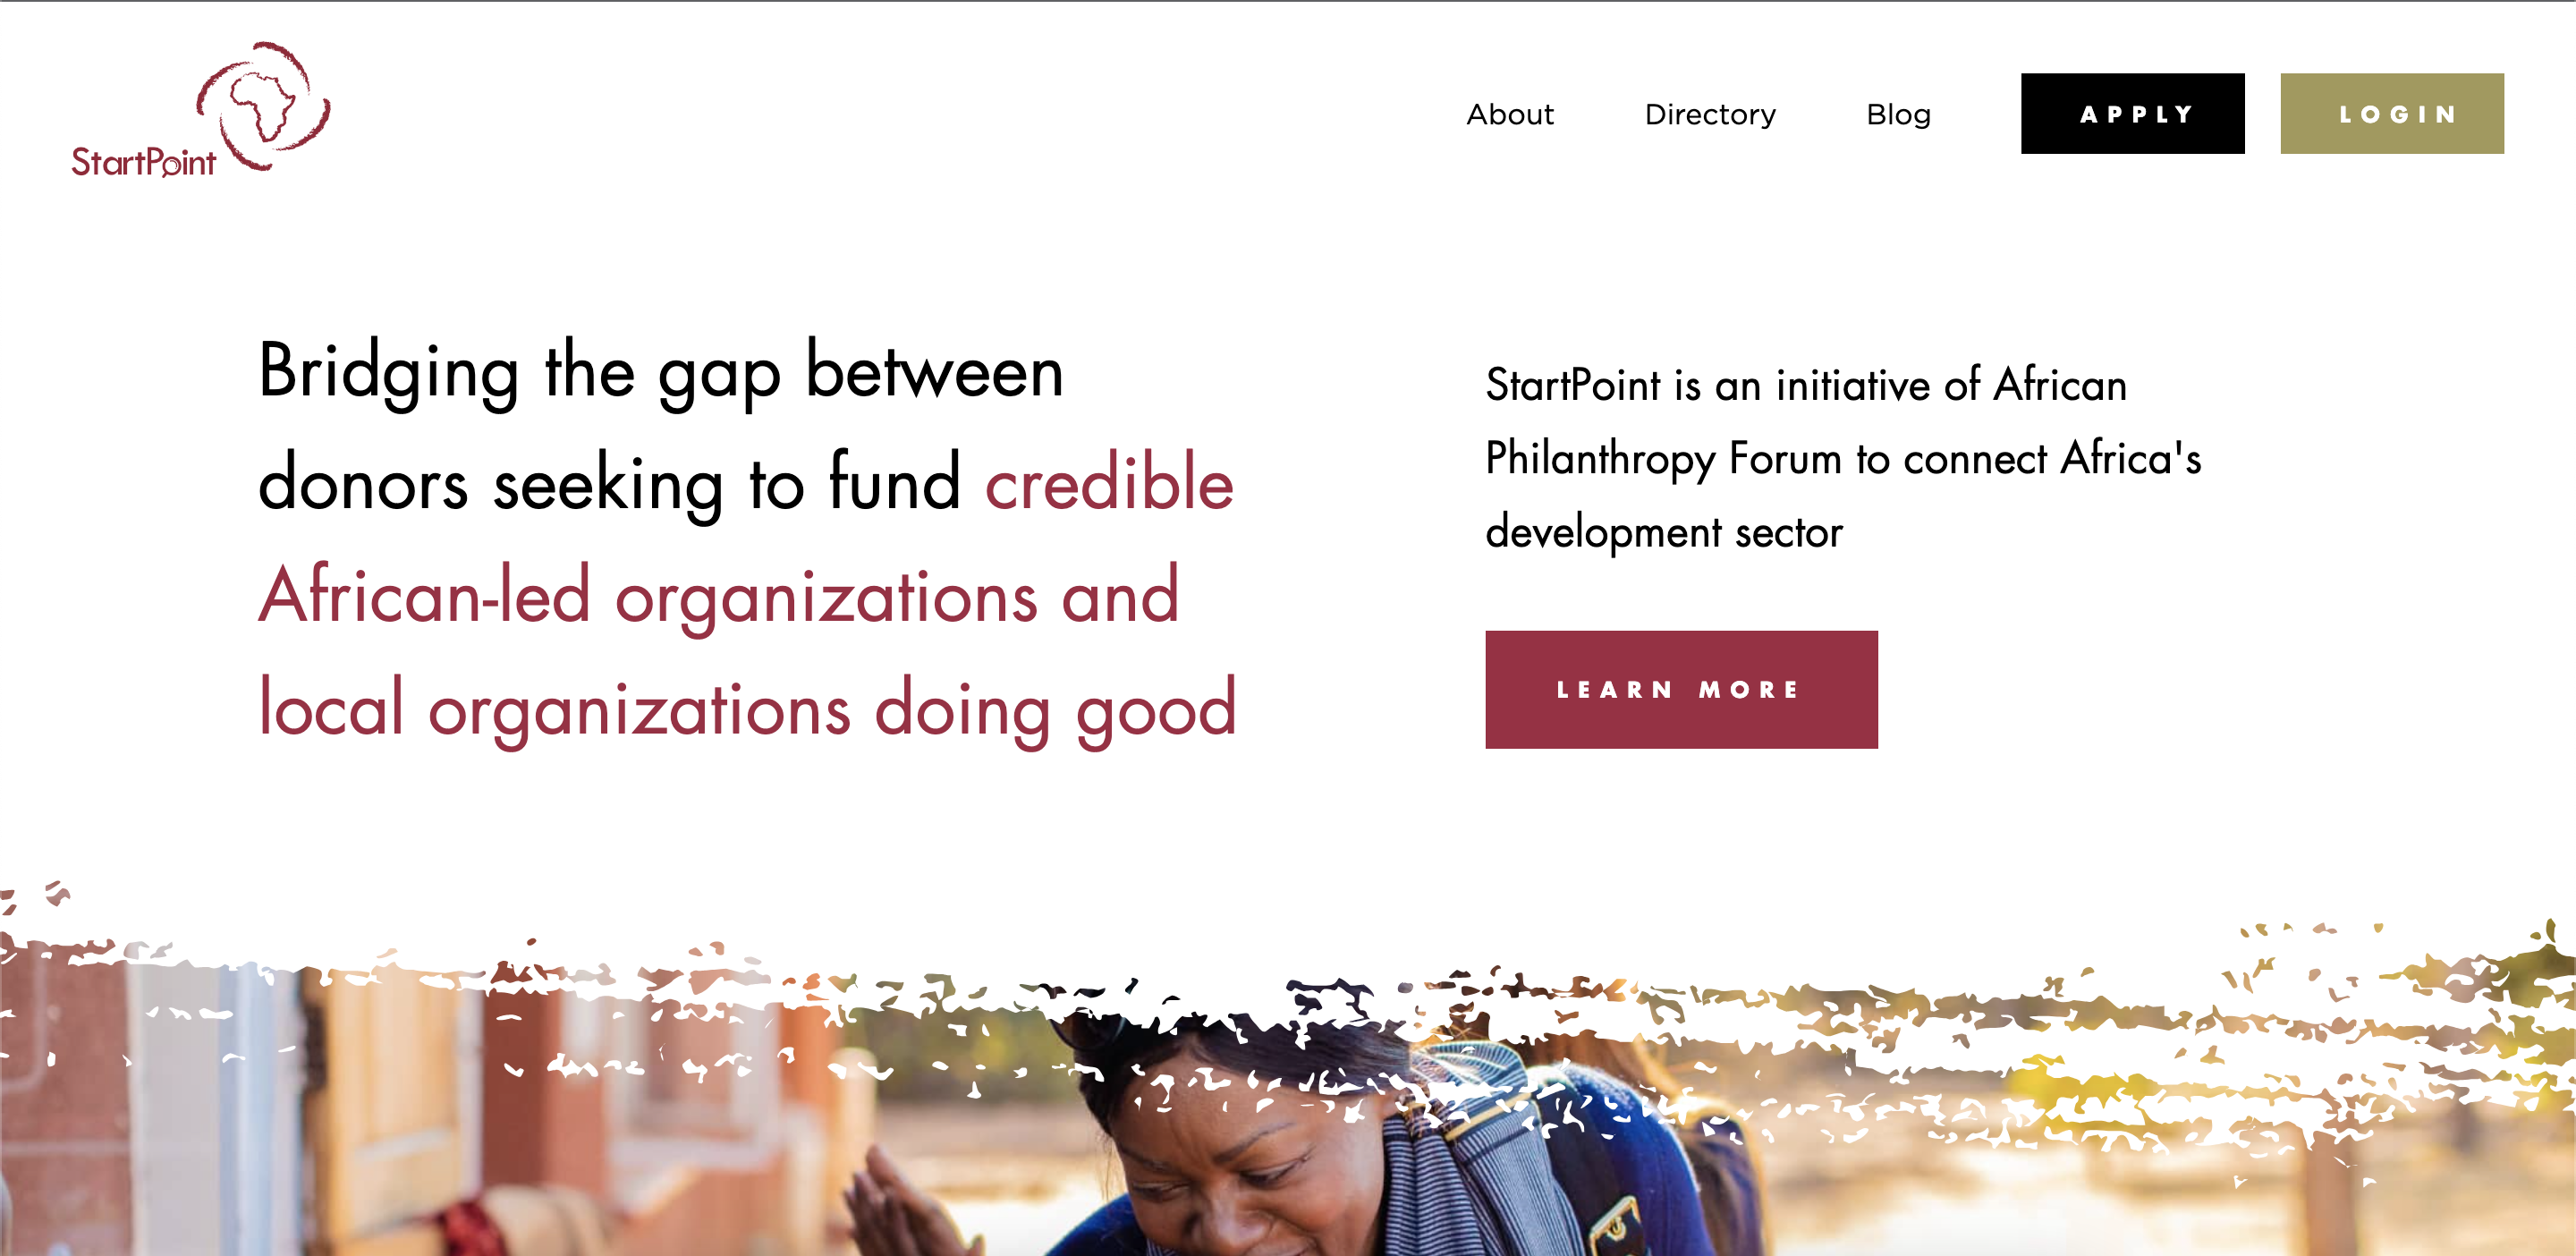 StartPoint
About
Directory
Blog
APPLY
LOGIN
Bridging the gap between
donors seeking to fund credible
African-led organizations and
local organizations doing good
StartPoint is an initiative of African
Philanthropy Forum to connect Africa's
development sector
LEARN MORE